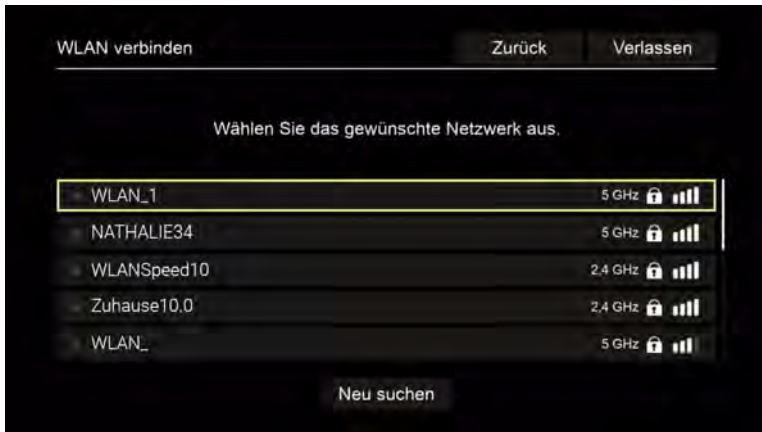 WLAN verbinden Zurück Verlassen
Wählen Sie das gewünschte Netzwerk aus.
WLAN_1 5 GHz
NATHALIE34 5 GHz
WLANSpeed10 2,4 GHz
Zuhause10.0 2,4 GHz
WLAN_ 5 GHz
Neu suchen